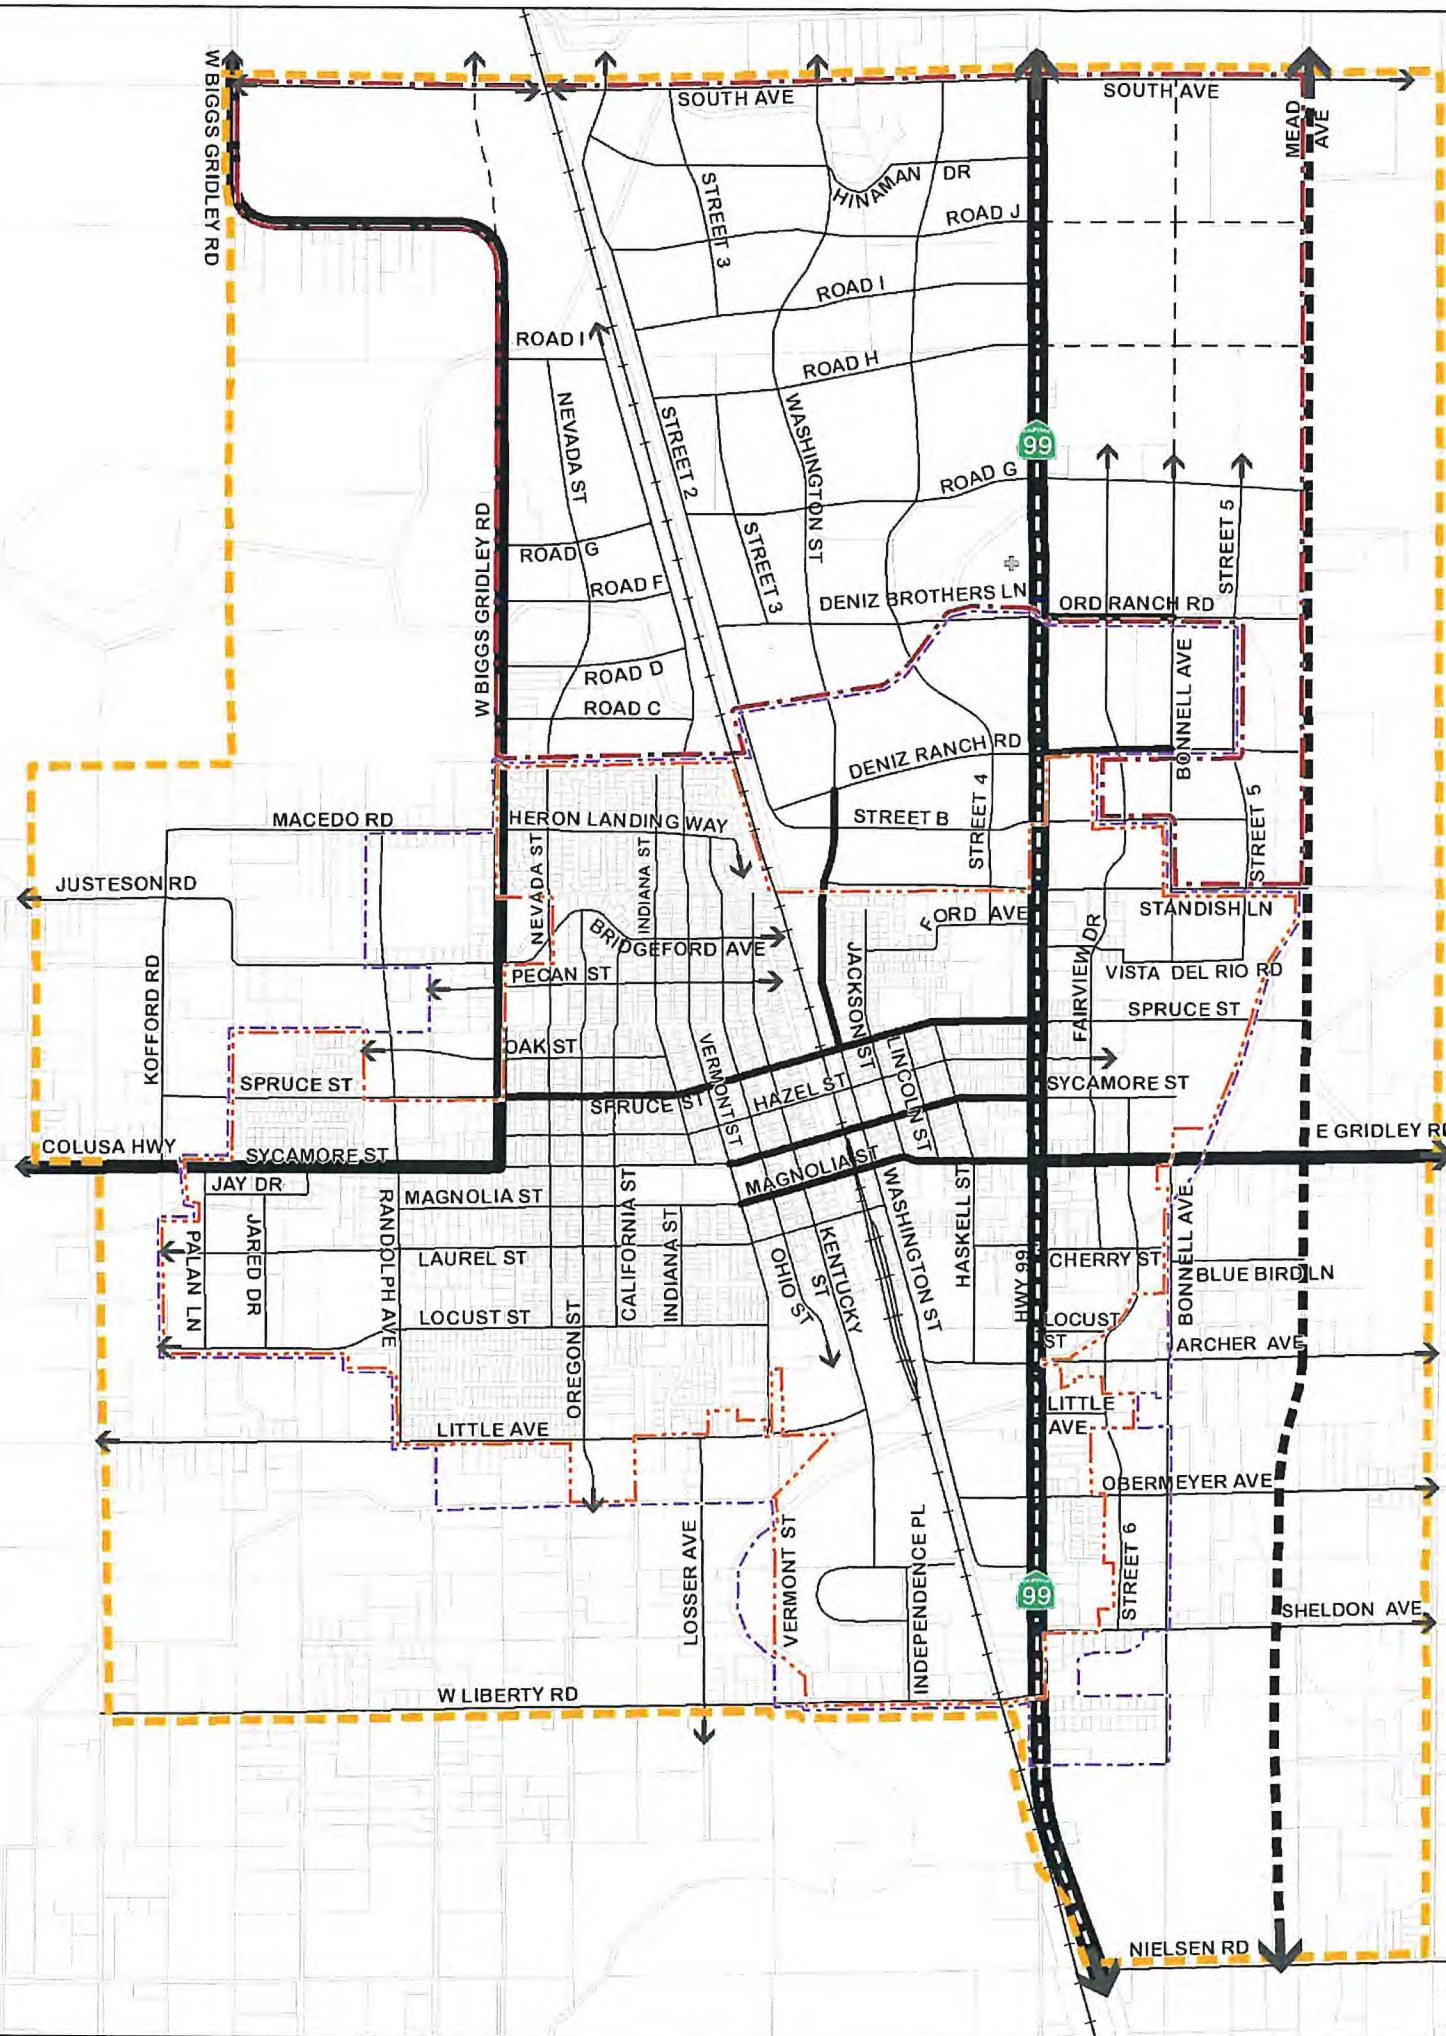 W BIGGS GRIDLEY RD
SOUTH AVE
SOUTH AVE
MEAD
AVE
HINAMAN DR
STREET 3
ROAD J
ROAD I
ROAD I
ROAD H
99
NEVADA ST
STREET 2
WASHINGTON ST
ROAD G
STREET 5
W BIGGS GRIDLEY RD
ROAD G
STREET 3
ROAD F
DENIZ BROTHERS LN
ORD RANCH RD
ROAD D
ROAD C
BONNELL AVE
DENIZ RANCH RD
MACEDO RD
HERON LANDING WAY
STREET B
STREET 4
STREET 5
JUSTESON RD
NEVADA ST
INDIANA ST
FORD AVE
STANDISH LN
BRIDGEFORD AVE
JACKSON ST
FAIRVIEW DR
KOFFORD RD
PECAN ST
VISTA DEL RIO RD
SPRUCE ST
OAK ST
VERMONT ST
LINCOLN ST
SPRUCE ST
SPRUCE ST
HAZEL ST
SYCAMORE ST
COLUSA HWY
SYCAMORE ST
E GRIDLEY RD
JAY DR
MAGNOLIA ST
MAGNOLIA ST
PALAN LN
JARED DR
RANDOLPH AVE
CALIFORNIA ST
INDIANA ST
WASHINGTON ST
HASKELL ST
BONNELL AVE
LAUREL ST
OHIO ST
KENTUCKY
ST
HWY 99
CHERRY ST
BLUE BIRD LN
LOCUST ST
OREGON ST
LOCUST
ST
ARCHER AVE
LITTLE AVE
LITTLE
AVE
OBERMEYER AVE
LOSSER AVE
VERMONT ST
INDEPENDENCE PL
STREET 6
99
SHELDON AVE
W LIBERTY RD
NIELSEN RD